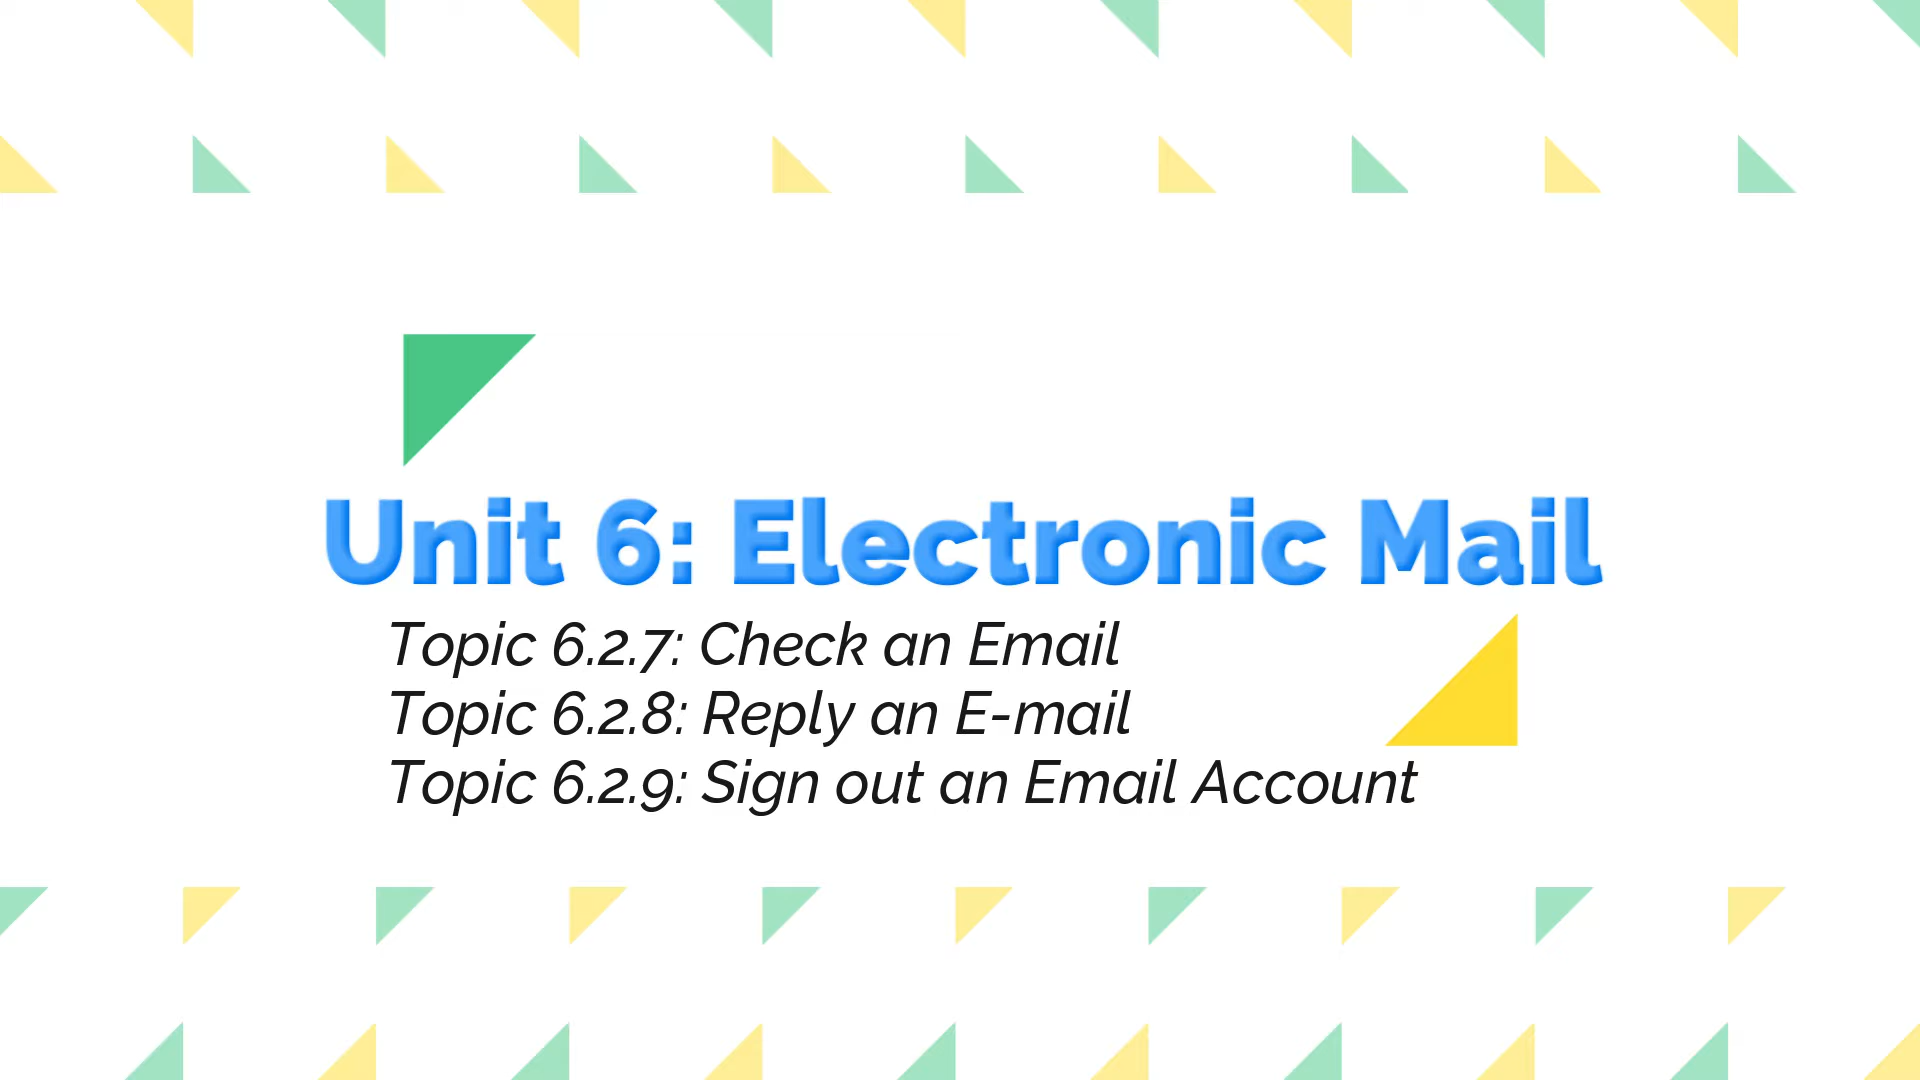 Unit 6: Electronic Mail
Topic 6.2.7: Check an Email
Topic 6.2.8: Reply an E-mail
Topic 6.2.9: Sign out an Email Account